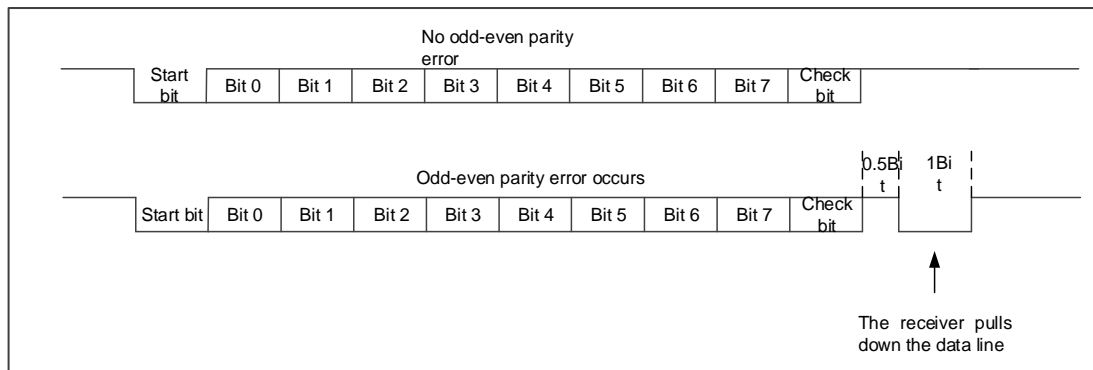 No odd-even parity
error
Start
bit
Bit 0
Bit 1
Bit 2
Bit 3
Bit 4
Bit 5
Bit 6
Bit 7
Check
bit
0.5Bi
t
1Bi
t
Odd-even parity error occurs
Start bit
Bit 0
Bit 1
Bit 2
Bit 3
Bit 4
Bit 5
Bit 6
Bit 7
Check
bit
The receiver pulls
down the data line